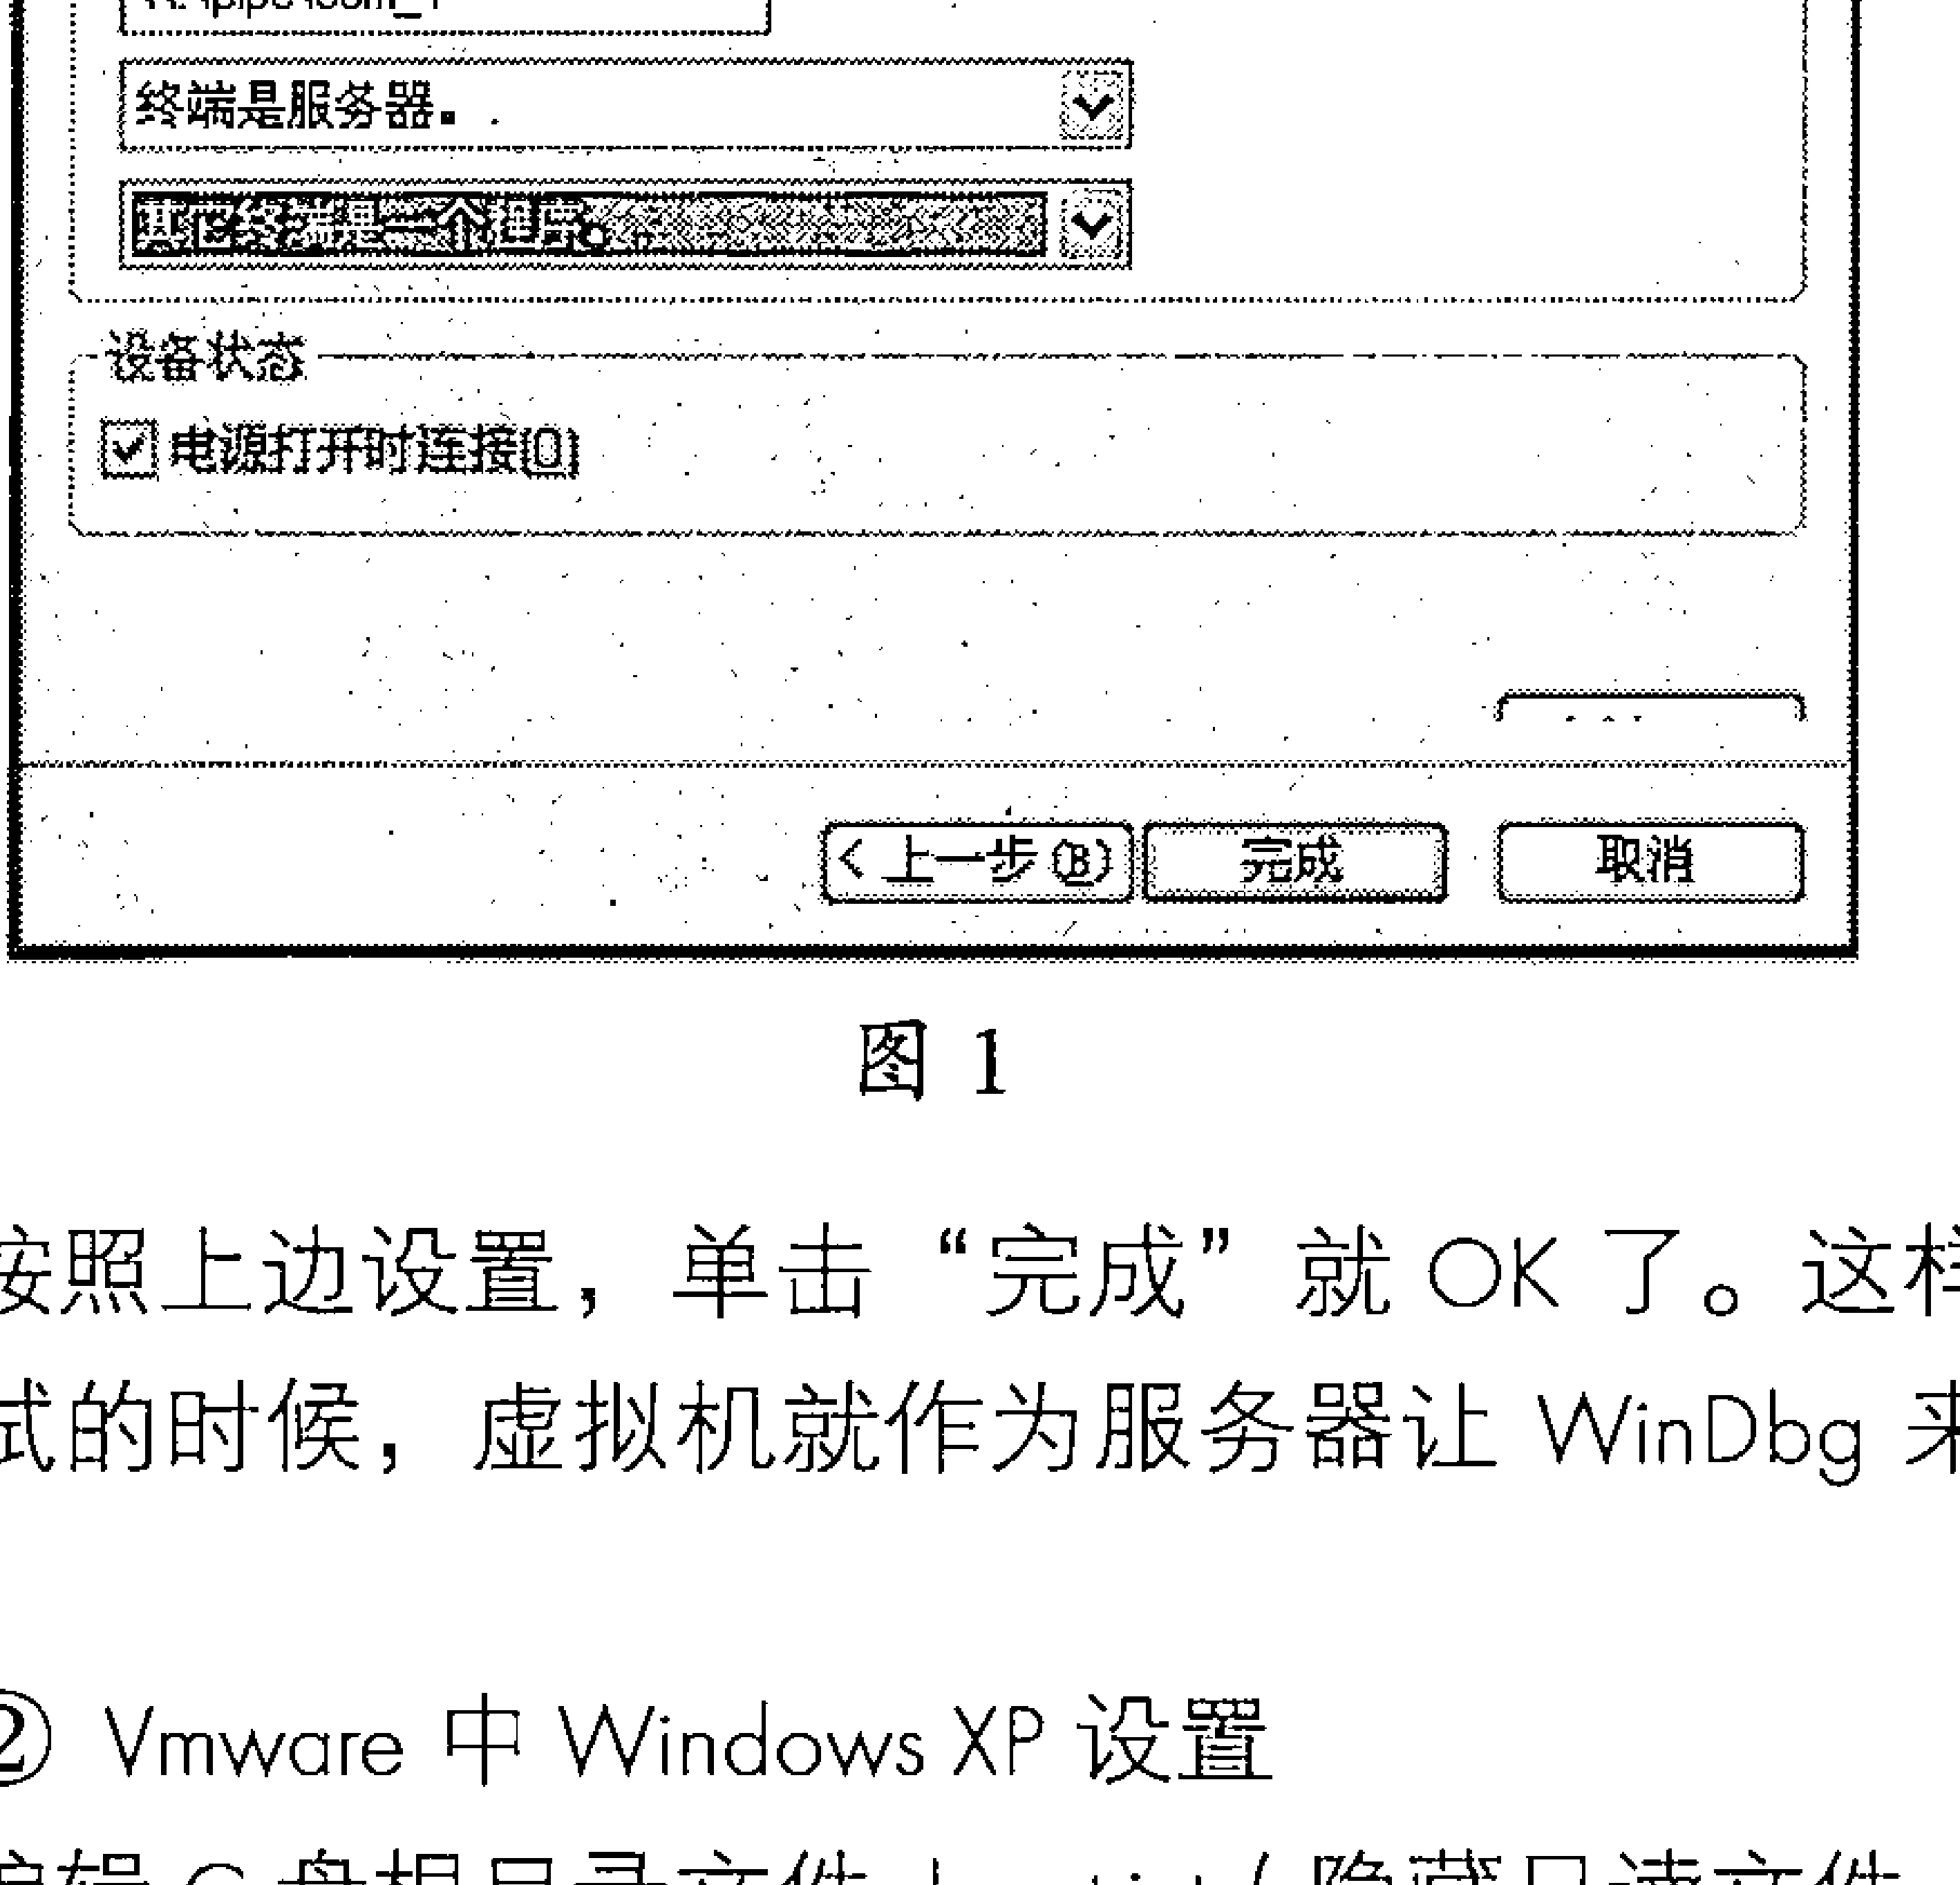 终端是服务器。
其他终端是一个程序。
设备状态
电源打开时连接(O)
< 上一步(B) 完成 取消
图 1
按照上边设置，单击“完成”就 OK 了。这样
试的时候，虚拟机就作为服务器让 WinDbg 来
② Vmware 中 Windows XP 设置